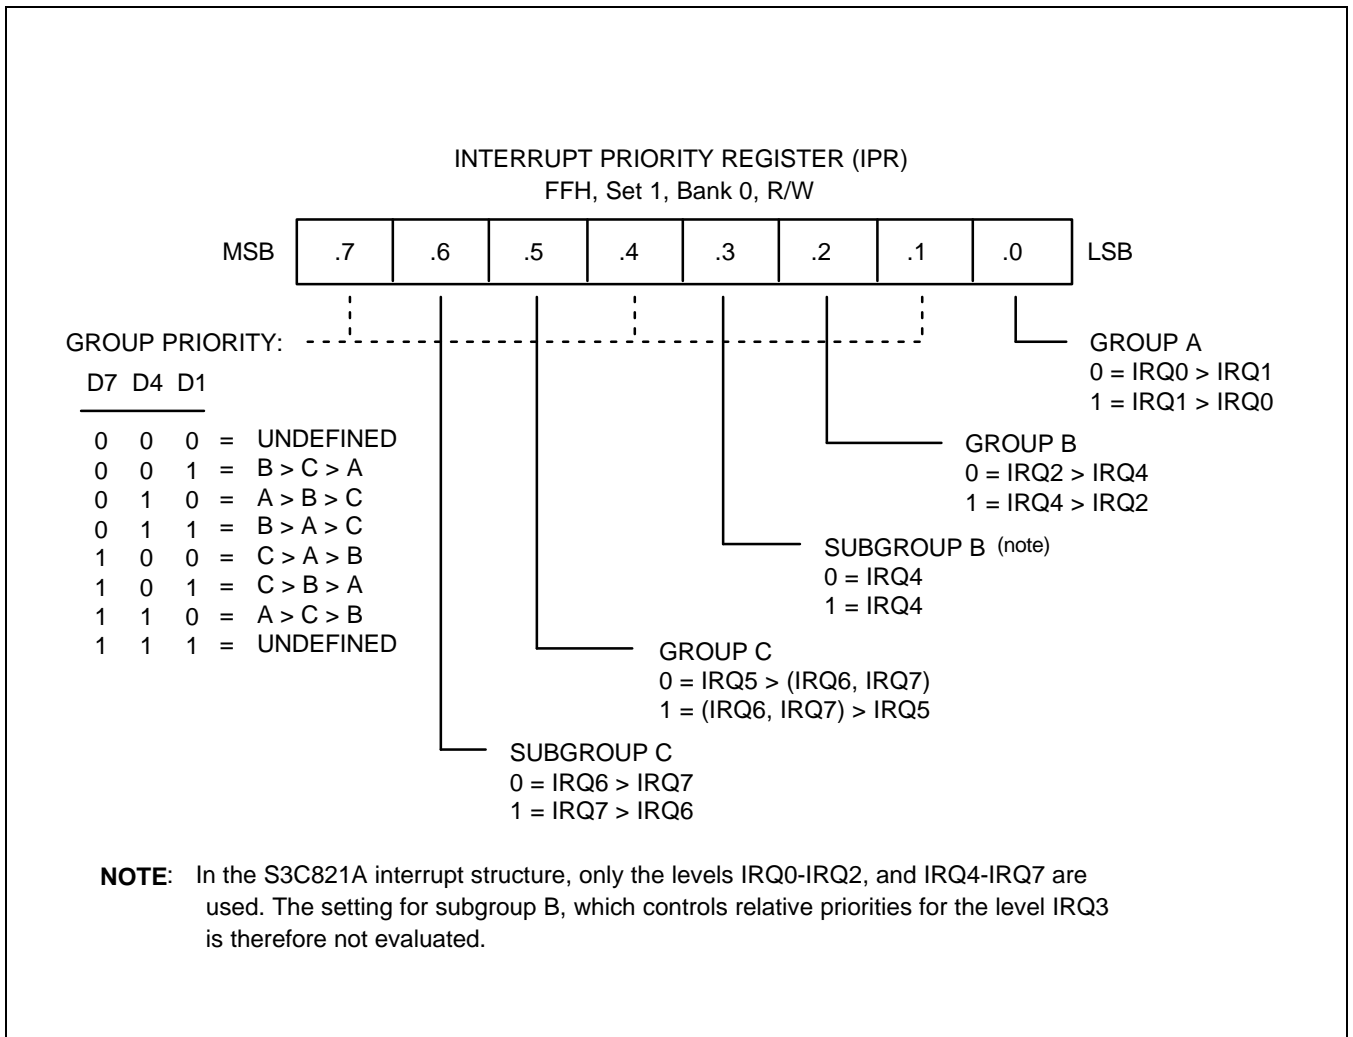 INTERRUPT PRIORITY REGISTER (IPR)
FFH, Set 1, Bank 0, R/W
MSB .7 .6 .5 .4 .3 .2 .1 .0 LSB
GROUP PRIORITY:
D7 D4 D1
0 0 0 = UNDEFINED
0 0 1 = B > C > A
0 1 0 = A > B > C
0 1 1 = B > A > C
1 0 0 = C > A > B
1 0 1 = C > B > A
1 1 0 = A > C > B
1 1 1 = UNDEFINED
GROUP A
0 = IRQ0 > IRQ1
1 = IRQ1 > IRQ0
GROUP B
0 = IRQ2 > IRQ4
1 = IRQ4 > IRQ2
SUBGROUP B (note)
0 = IRQ4
1 = IRQ4
GROUP C
0 = IRQ5 > (IRQ6, IRQ7)
1 = (IRQ6, IRQ7) > IRQ5
SUBGROUP C
0 = IRQ6 > IRQ7
1 = IRQ7 > IRQ6
NOTE: In the S3C821A interrupt structure, only the levels IRQ0-IRQ2, and IRQ4-IRQ7 are
used. The setting for subgroup B, which controls relative priorities for the level IRQ3
is therefore not evaluated.